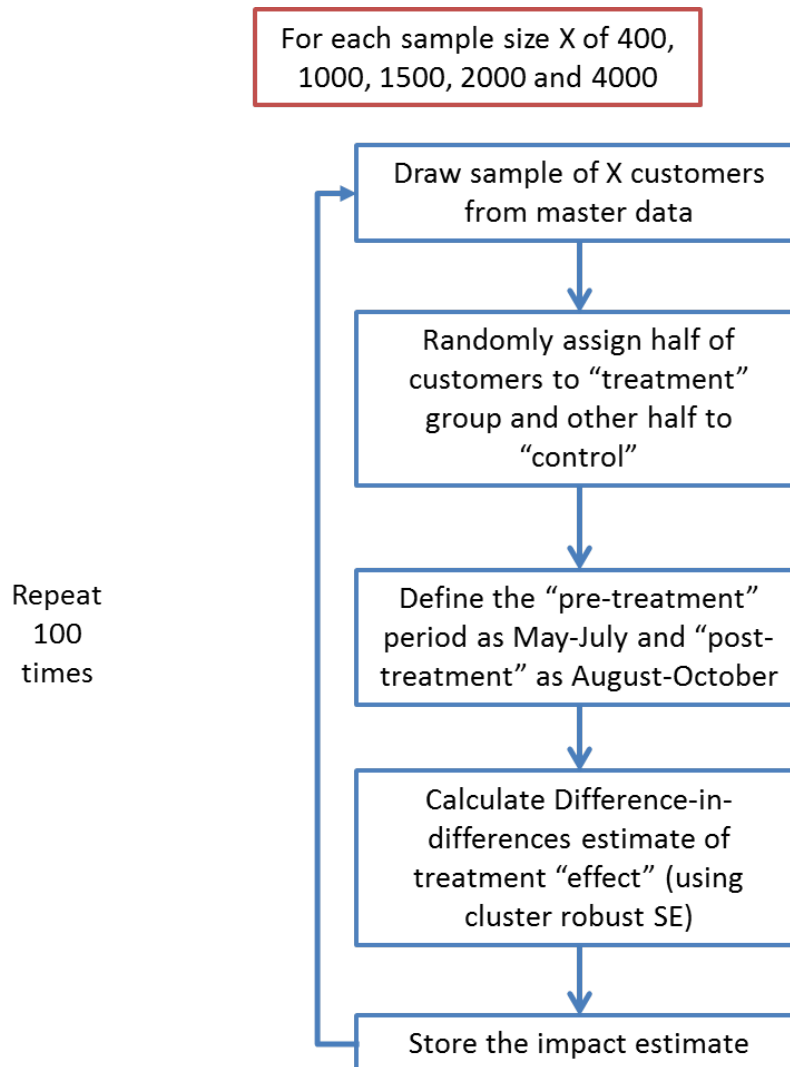 For each sample size X of 400,
1000, 1500, 2000 and 4000
Draw sample of X customers
from master data
Randomly assign half of
customers to “treatment”
group and other half to
“control”
Repeat
100
times
Define the “pre-treatment”
period as May-July and “post-
treatment” as August-October
Calculate Difference-in-
differences estimate of
treatment “effect” (using
cluster robust SE)
Store the impact estimate